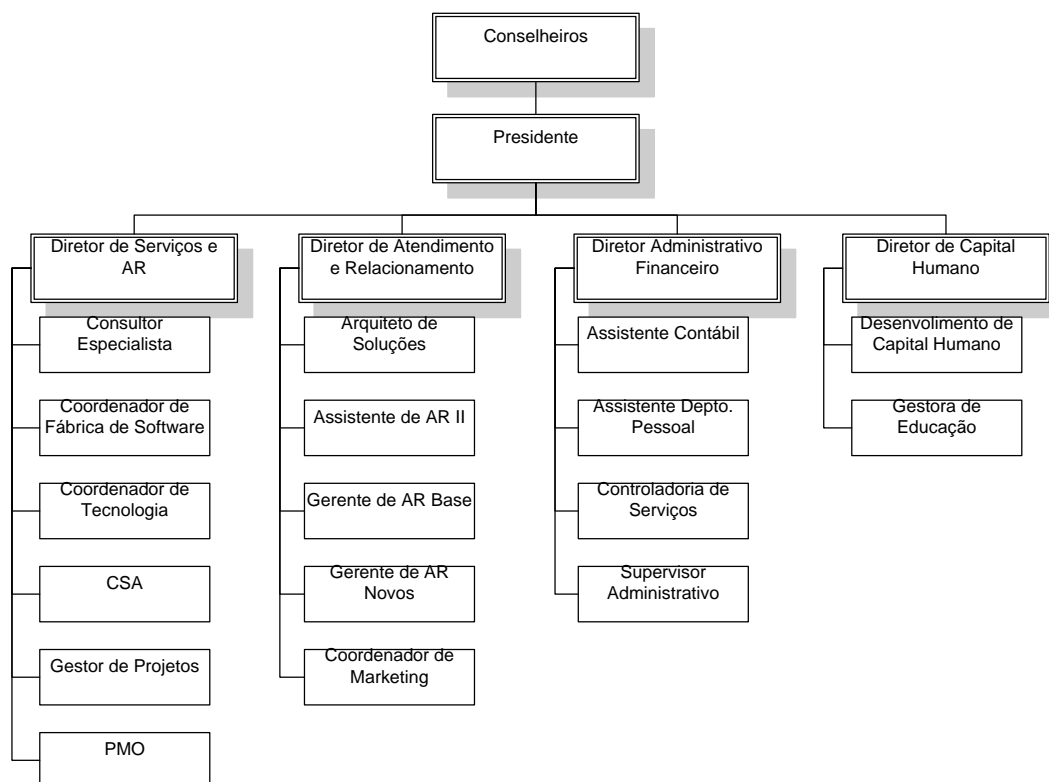 Conselheiros
Presidente
Diretor de Serviços e
AR
Consultor
Especialista
Coordenador de
Fábrica de Software
Coordenador de
Tecnologia
CSA
Gestor de Projetos
PMO
Diretor de Atendimento
e Relacionamento
Arquiteto de
Soluções
Assistente de AR II
Gerente de AR Base
Gerente de AR
Novos
Coordenador de
Marketing
Diretor Administrativo
Financeiro
Assistente Contábil
Assistente Depto.
Pessoal
Controladoria de
Serviços
Supervisor
Administrativo
Diretor de Capital
Humano
Desenvolimento de
Capital Humano
Gestora de
Educação